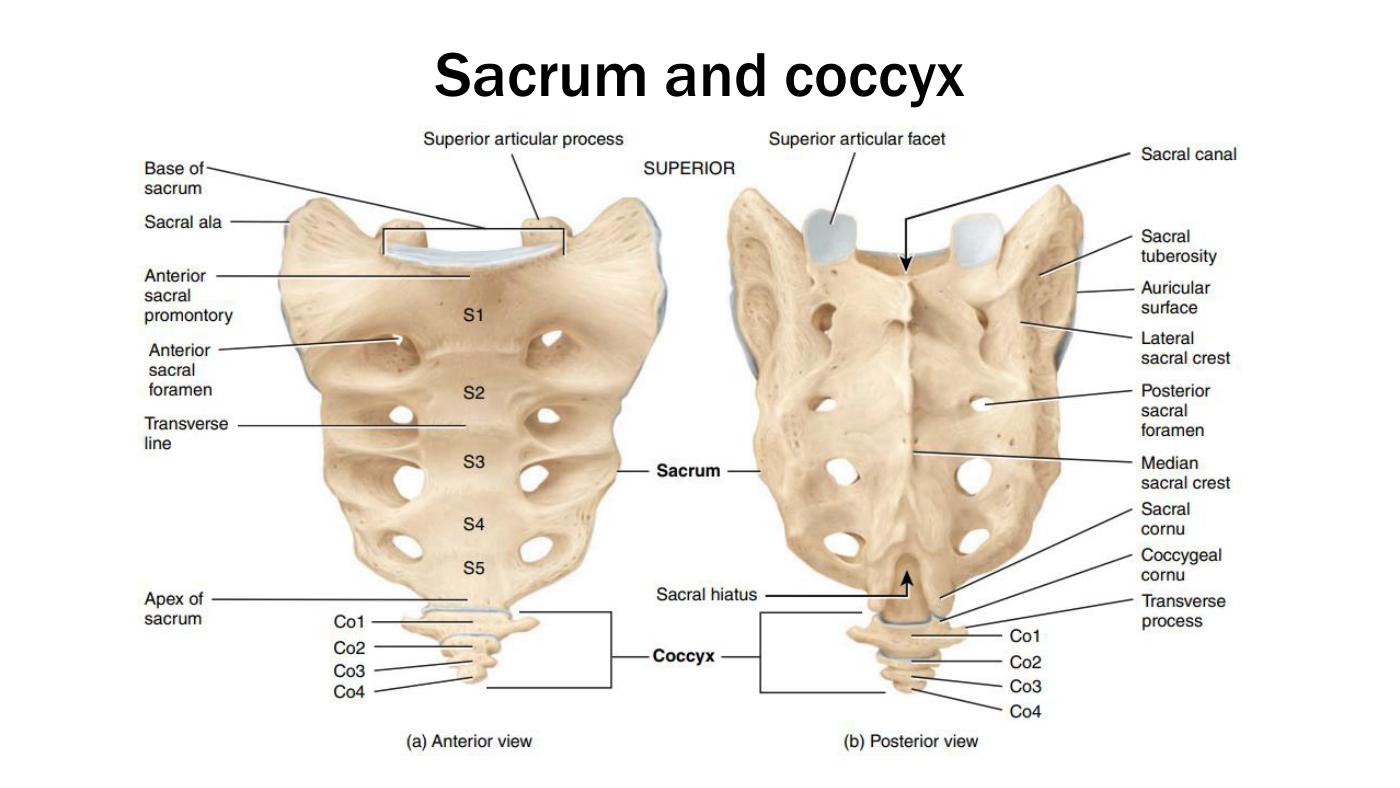 Sacrum and coccyx
Superior articular process
Base of
sacrum
SUPERIOR
Sacral ala
Anterior
sacral
promontory
S1
Anterior
sacral
foramen
S2
Transverse
line
S3
S4
S5
Apex of
sacrum
Co1
Co2
Co3
Co4
Sacrum
Coccyx
(a) Anterior view
Superior articular facet
Sacral canal
Sacral
tuberosity
Auricular
surface
Lateral
sacral crest
Posterior
sacral
foramen
Median
sacral crest
Sacral
cornu
Coccygeal
cornu
Transverse
process
Sacral hiatus
Co1
Co2
Co3
Co4
(b) Posterior view